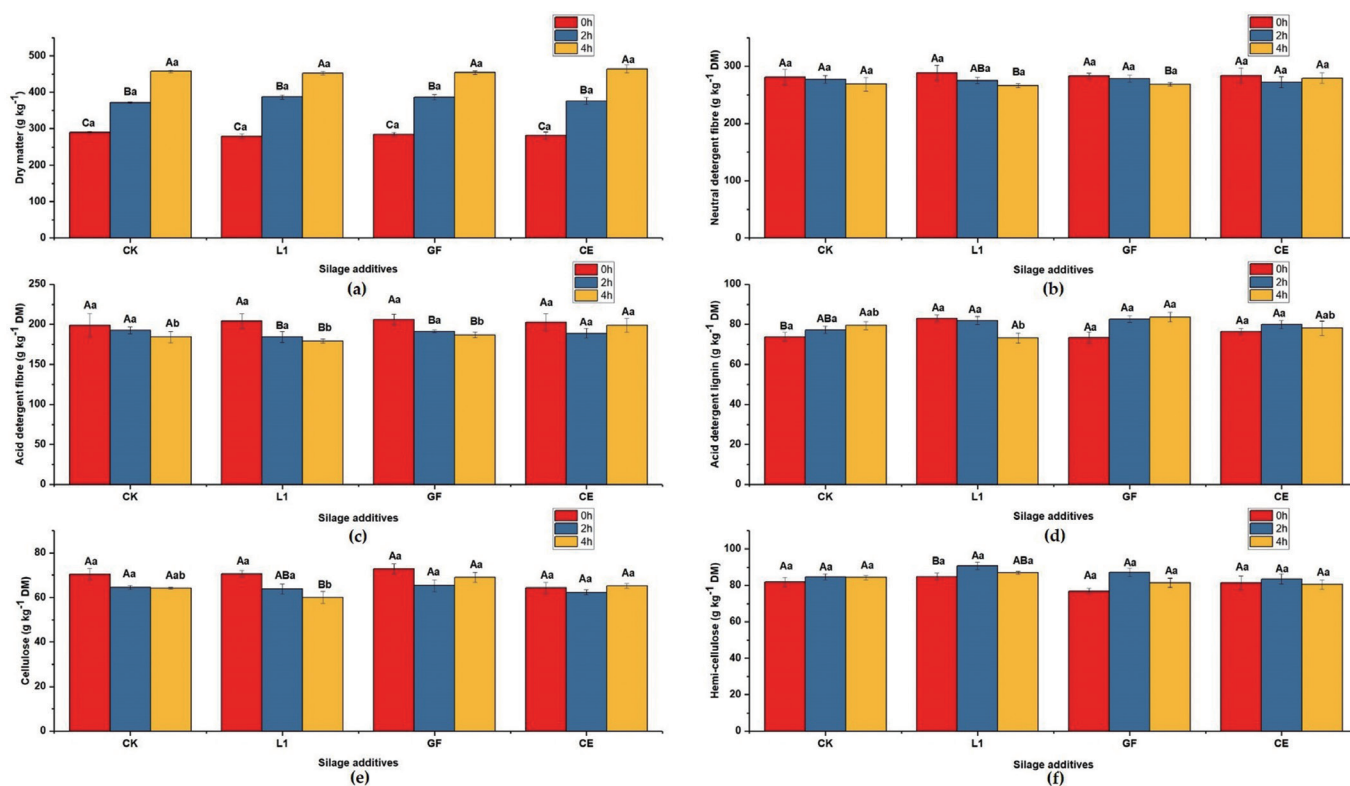 0h
2h
4h
Dry matter (g kg⁻¹)
500
400
300
200
100
0
Ca
Ba
Aa
Ca
Ba
Aa
Ca
Ba
Aa
Ca
Ba
Aa
CK
L1
GF
CE
Silage additives
(a)
0h
2h
4h
Neutral detergent fibre (g kg⁻¹ DM)
300
200
100
0
Aa
Aa
Aa
Aa
ABa
Ba
Aa
Aa
Ba
Aa
Aa
Aa
CK
L1
GF
CE
Silage additives
(b)
0h
2h
4h
Acid detergent fibre (g kg⁻¹ DM)
250
200
150
100
50
0
Aa
Aa
Ab
Aa
Ba
Bb
Aa
Ba
Bb
Aa
Aa
Aa
CK
L1
GF
CE
Silage additives
(c)
0h
2h
4h
Acid detergent lignin (g kg⁻¹ DM)
100
80
60
40
20
0
Ba
ABa
Aab
Aa
Aa
Ab
Aa
Aa
Aa
Aa
Aa
Aab
CK
L1
GF
CE
Silage additives
(d)
0h
2h
4h
Cellulose (g kg⁻¹ DM)
80
60
40
20
0
Aa
Aa
Aab
Aa
ABa
Bb
Aa
Aa
Aa
Aa
Aa
Aa
CK
L1
GF
CE
Silage additives
(e)
0h
2h
4h
Hemi-cellulose (g kg⁻¹ DM)
100
80
60
40
20
0
Aa
Aa
Aa
Ba
Aa
ABa
Aa
Aa
Aa
Aa
Aa
Aa
CK
L1
GF
CE
Silage additives
(f)